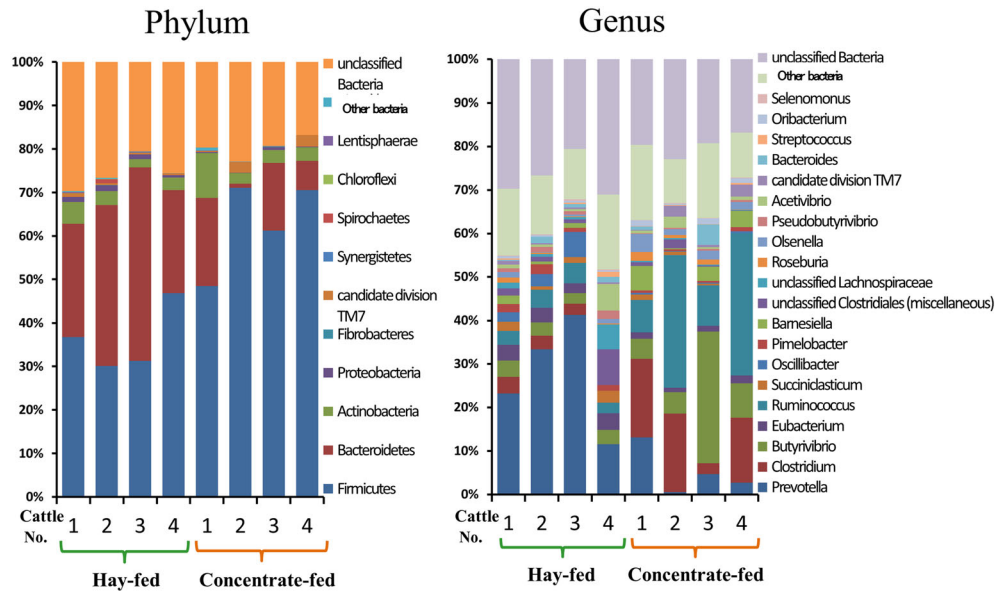 Phylum
100%
90%
80%
70%
60%
50%
40%
30%
20%
10%
0%
unclassified
Bacteria
Other bacteria
Lentisphaerae
Chloroflexi
Spirochaetes
Synergistetes
candidate division
TM7
Fibrobacteres
Proteobacteria
Actinobacteria
Bacteroidetes
Firmicutes
Cattle
No.
1 2 3 4 1 2 3 4
Hay-fed Concentrate-fed
Genus
100%
90%
80%
70%
60%
50%
40%
30%
20%
10%
0%
unclassified Bacteria
Other bacteria
Selenomonus
Oribacterium
Streptococcus
Bacteroides
candidate division TM7
Acetivibrio
Pseudobutyrivibrio
Olsenella
Roseburia
unclassified Lachnospiraceae
unclassified Clostridiales (miscellaneous)
Barnesiella
Pimelobacter
Oscillibacter
Succiniclasticum
Ruminococcus
Eubacterium
Butyrivibrio
Clostridium
Prevotella
Cattle
No.
1 2 3 4 1 2 3 4
Hay-fed Concentrate-fed